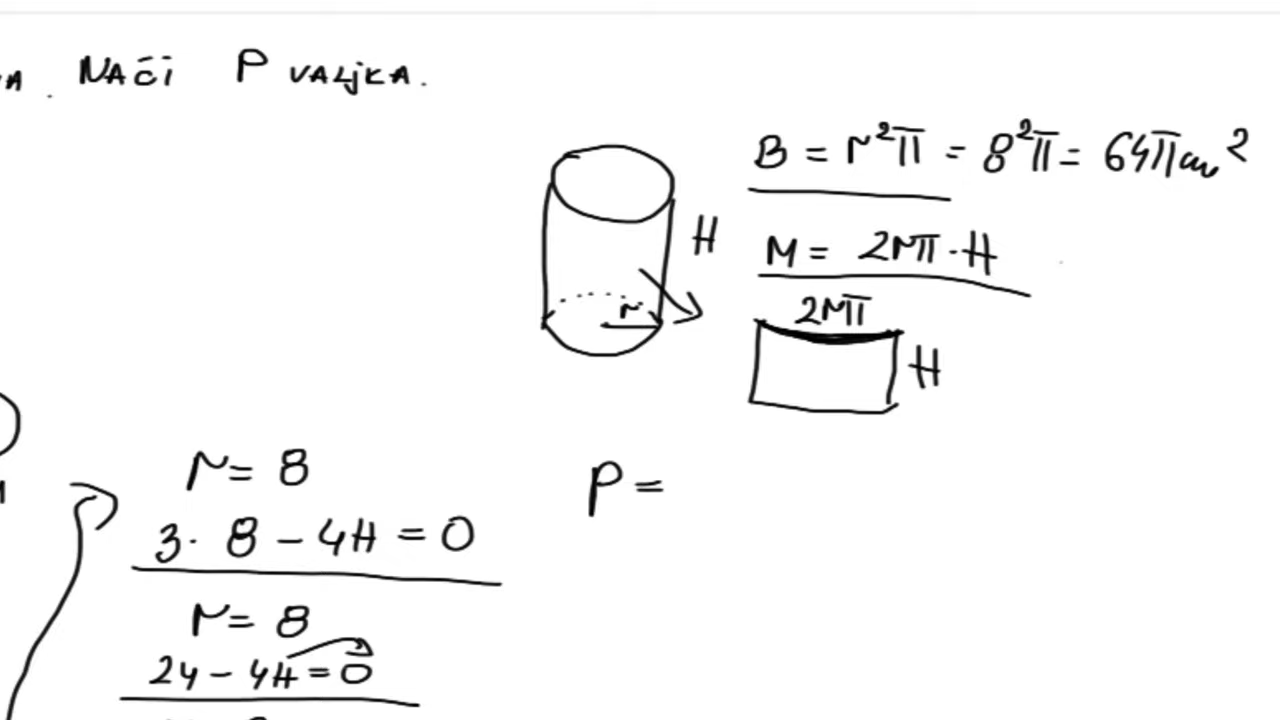 NAĆI P VALJKA.
B = r²π = 8²π = 64π cm²
H
M = 2rπ · H
r
2rπ
H
r = 8
P =
3 · 8 − 4H = 0
r = 8
24 − 4H = 0